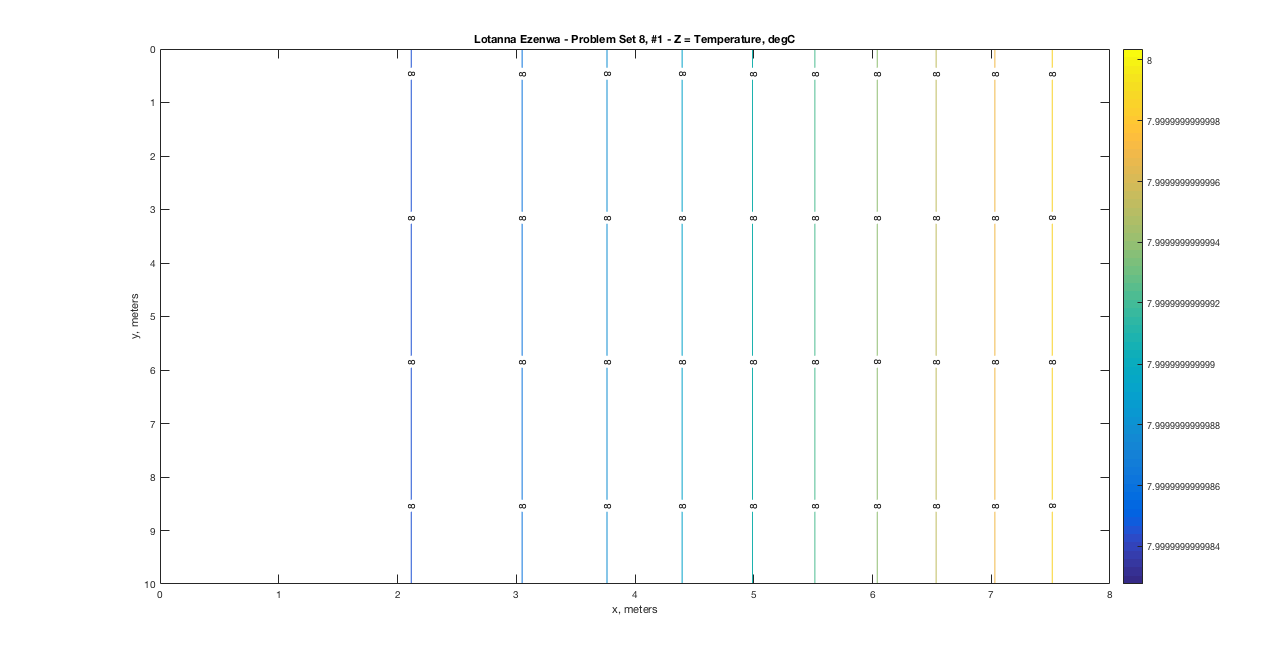 Lotanna Ezenwa - Problem Set 8, #1 - Z = Temperature, degC
0
1
2
3
4
5
6
7
8
9
10
y, meters
8 8 8 8 8 8 8 8 8 8
8 8 8 8 8 8 8 8 8 8
8 8 8 8 8 8 8 8 8 8
8 8 8 8 8 8 8 8 8 8
0 1 2 3 4 5 6 7 8
x, meters
8
7.9999999999998
7.9999999999996
7.9999999999994
7.9999999999992
7.999999999999
7.9999999999988
7.9999999999986
7.9999999999984